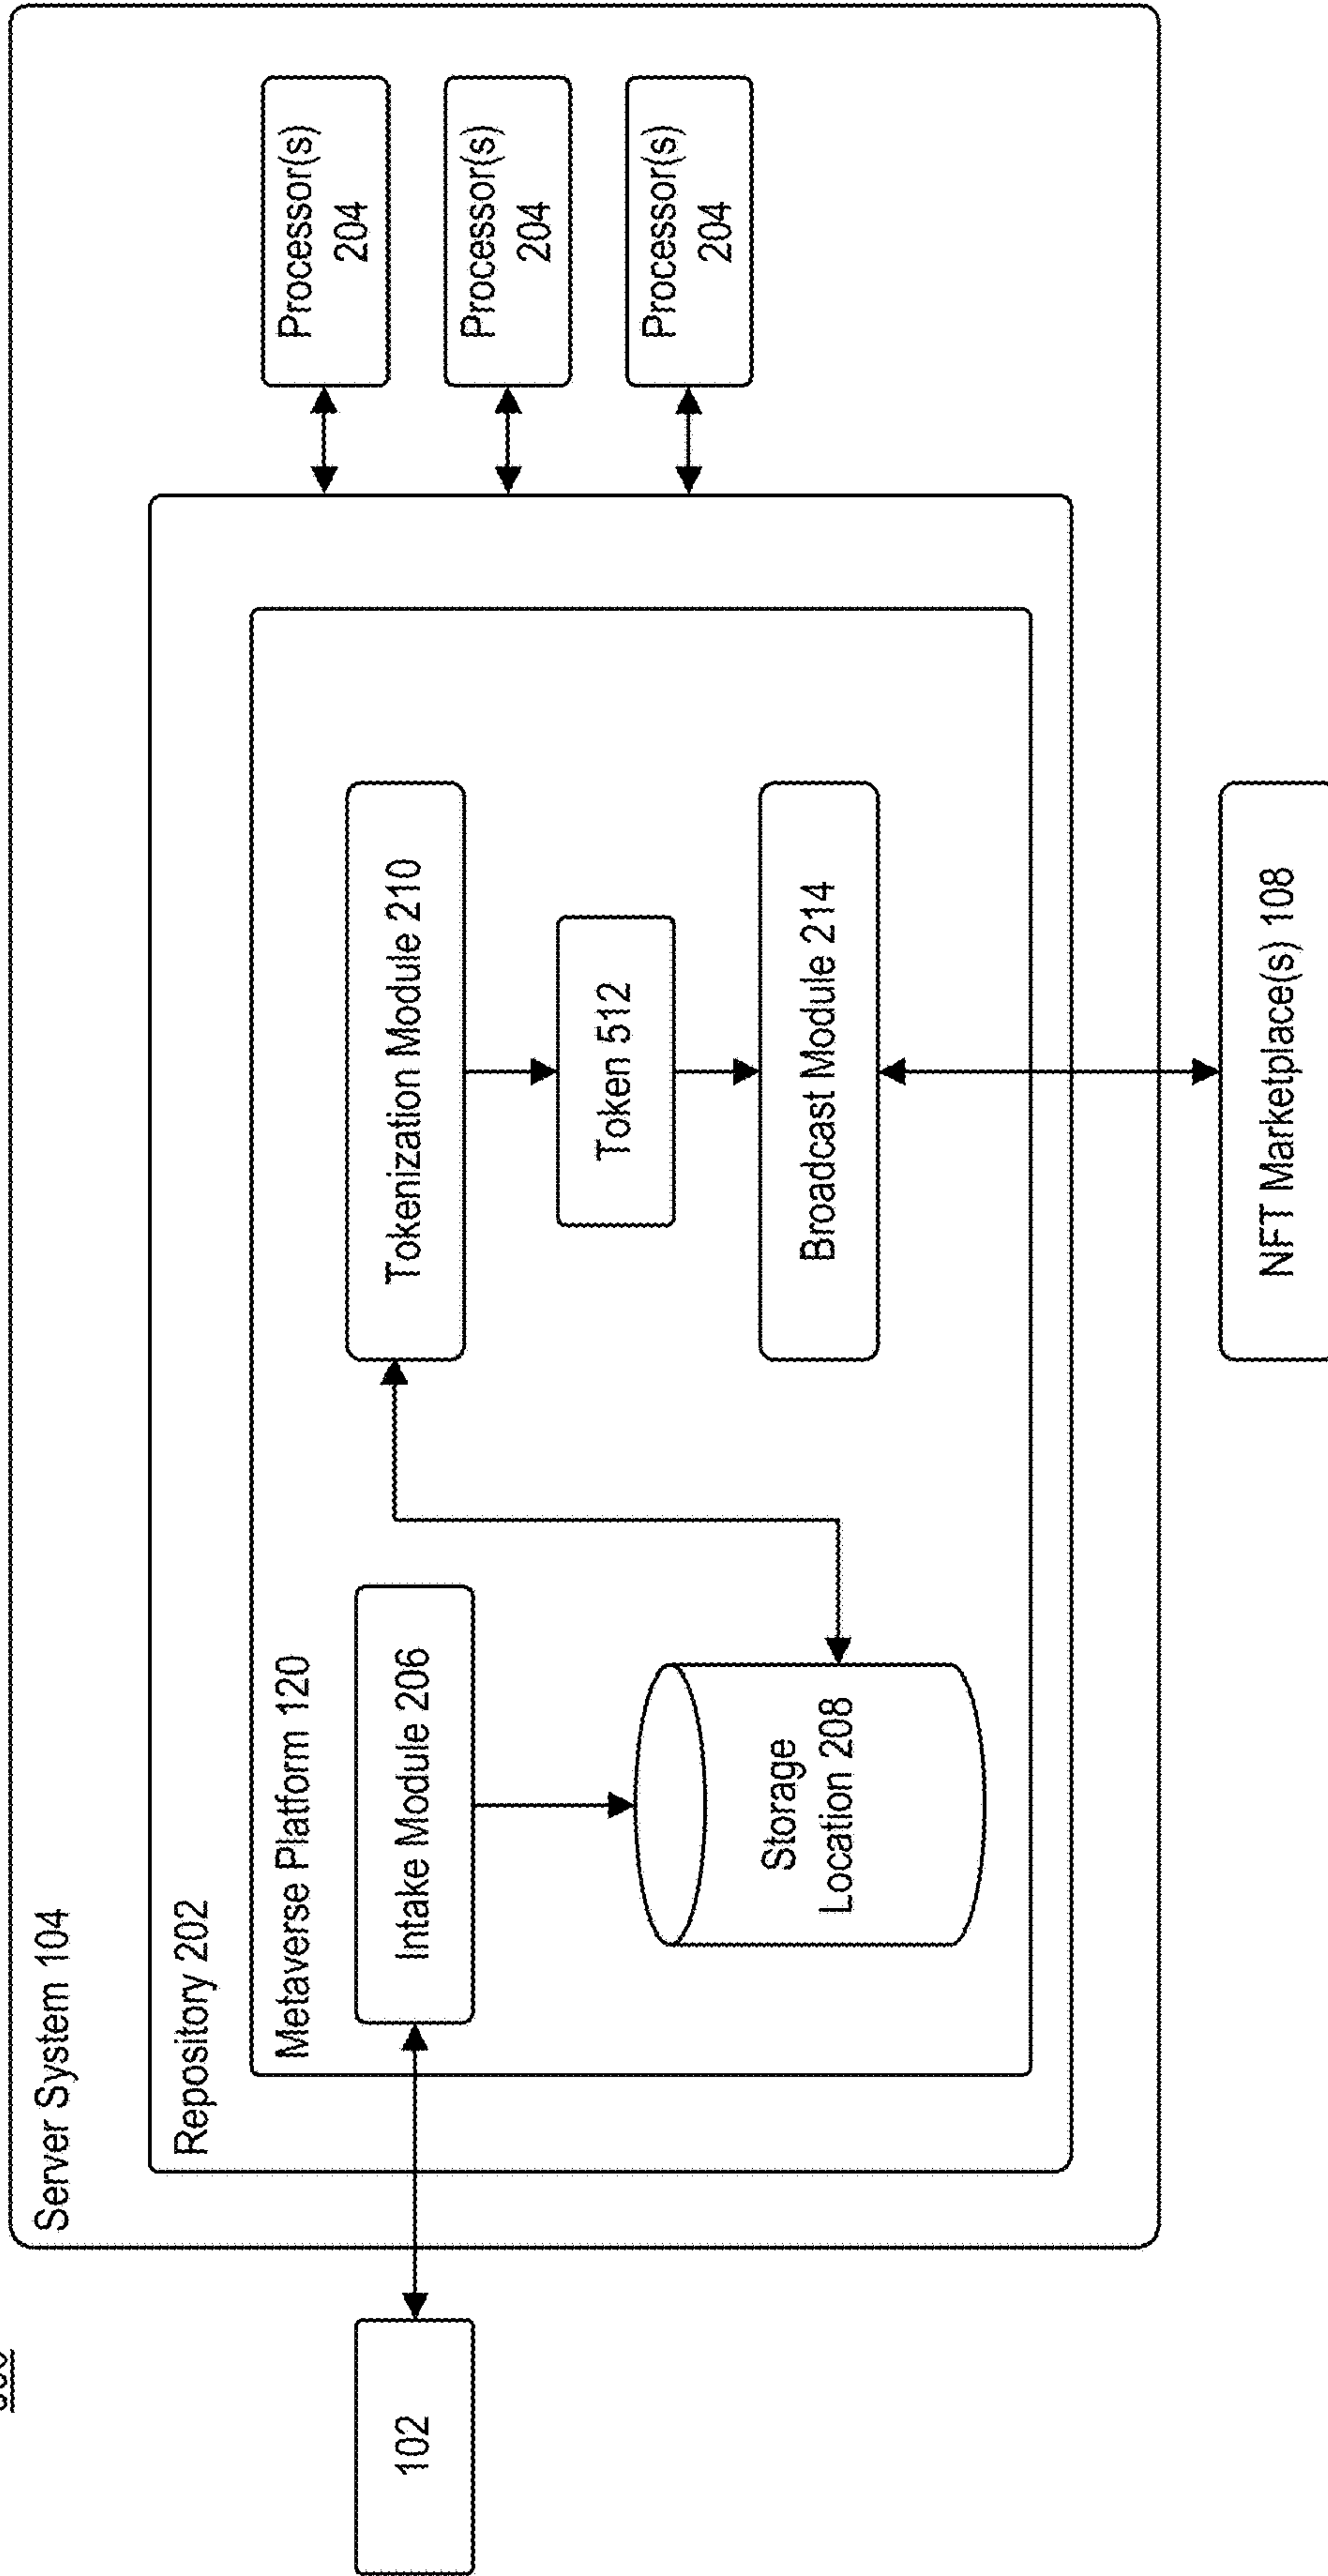 Server System 104
Repository 202
Metaverse Platform 120
102
Intake Module 206
Storage
Location 208
Tokenization Module 210
Token 512
Broadcast Module 214
NFT Marketplace(s) 108
Processor(s)
204
Processor(s)
204
Processor(s)
204